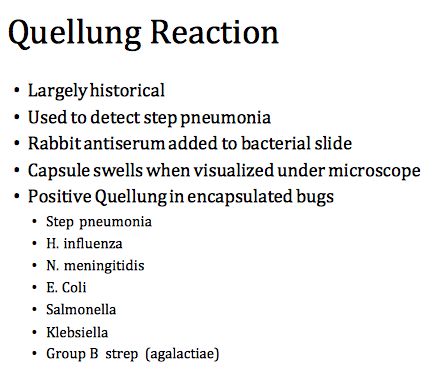 Quellung Reaction
• Largely historical
• Used to detect step pneumonia
• Rabbit antiserum added to bacterial slide
• Capsule swells when visualized under microscope
• Positive Quellung in encapsulated bugs
• Step pneumonia
• H. influenza
• N. meningitidis
• E. Coli
• Salmonella
• Klebsiella
• Group B strep (agalactiae)